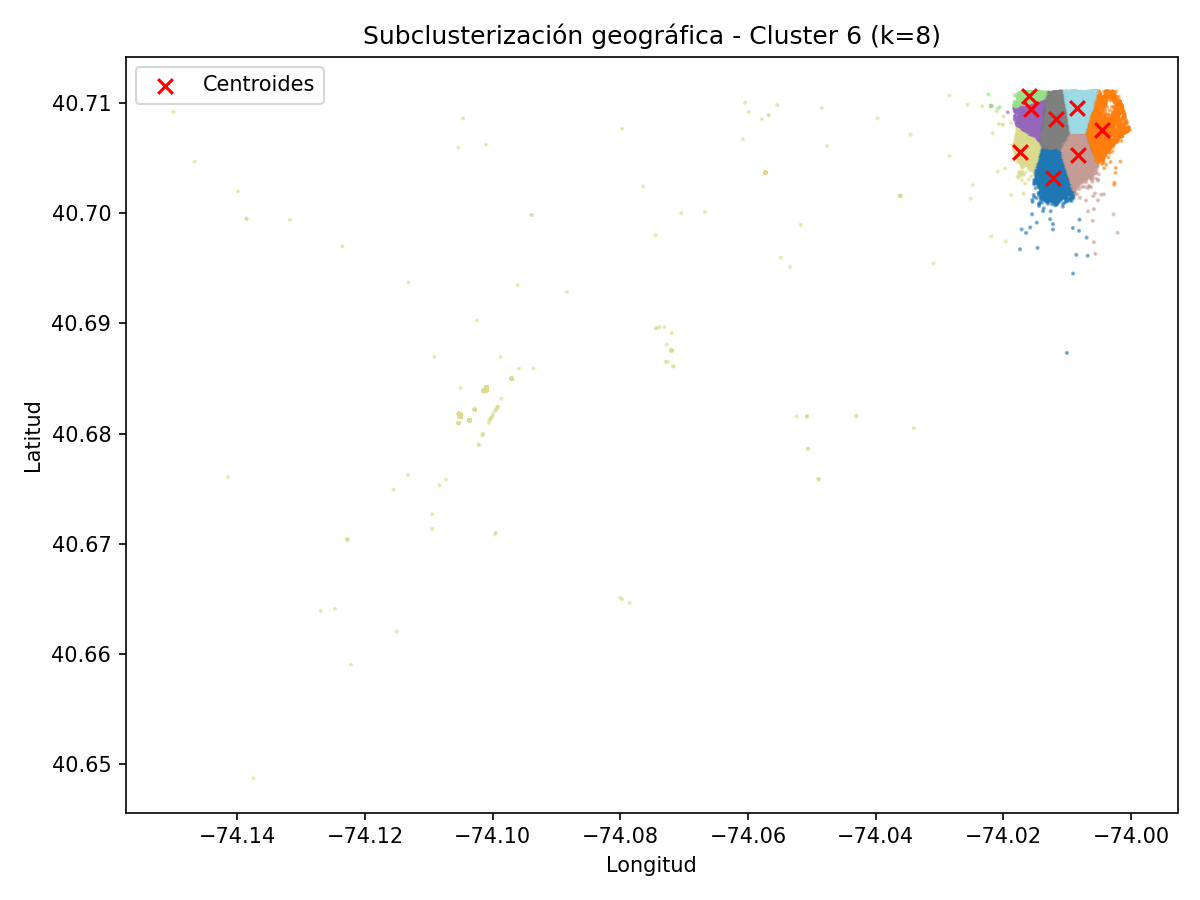 Subclusterización geográfica - Cluster 6 (k=8)
Centroides
40.71
40.70
40.69
40.68
40.67
40.66
40.65
Latitud
−74.14 −74.12 −74.10 −74.08 −74.06 −74.04 −74.02 −74.00
Longitud